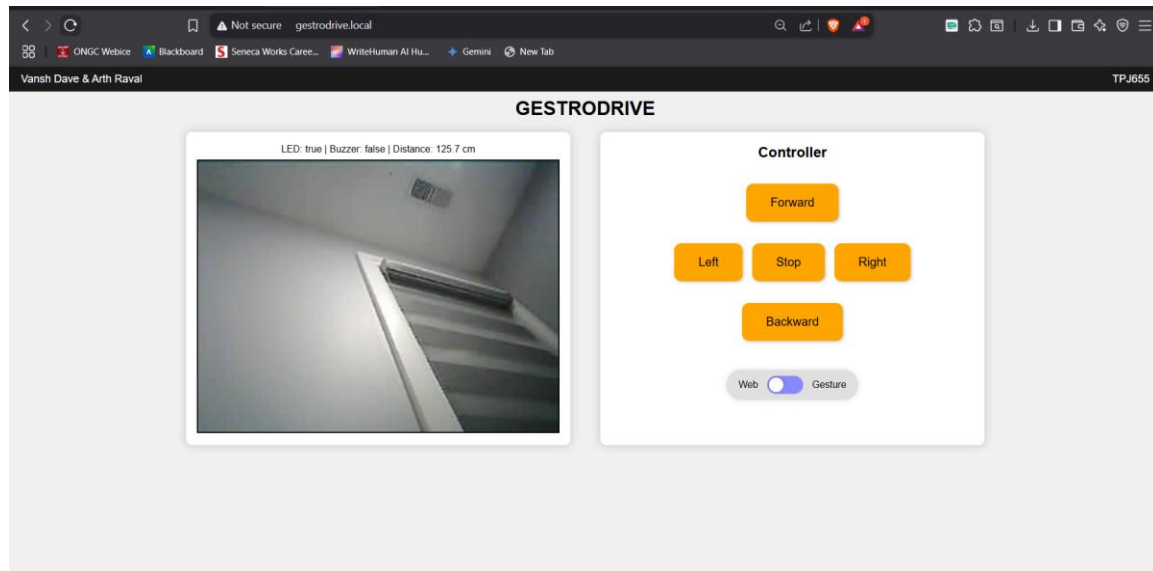 Not secure gestrodrive.local
ONGC Webice Blackboard Seneca Works Caree... WriteHuman AI Hu... Gemini New Tab
Vansh Dave & Arth Raval TPJ655
GESTRODRIVE
LED: true | Buzzer: false | Distance: 125.7 cm
Controller
Forward
Left Stop Right
Backward
Web Gesture